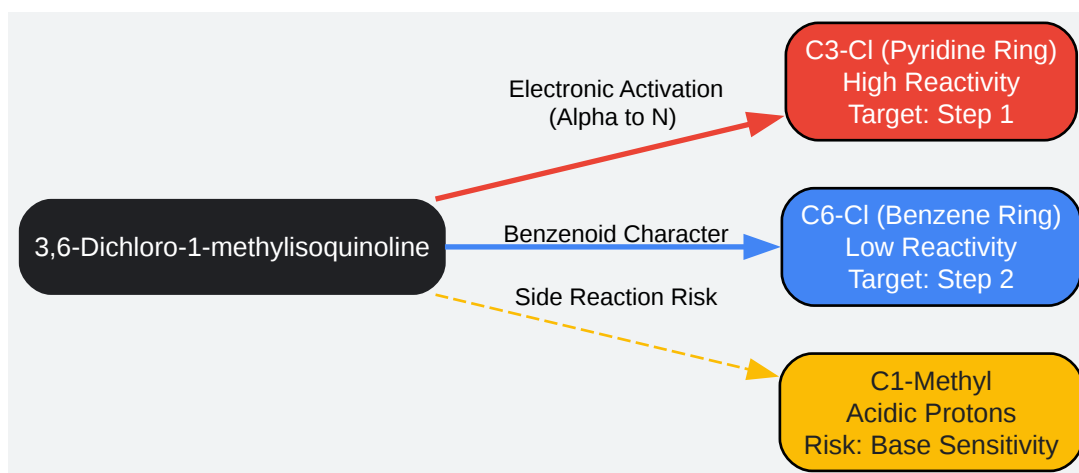 C3-Cl (Pyridine Ring)
High Reactivity
Target: Step 1
Electronic Activation
(Alpha to N)
3,6-Dichloro-1-methylisoquinoline
Benzenoid Character
C6-Cl (Benzene Ring)
Low Reactivity
Target: Step 2
Side Reaction Risk
C1-Methyl
Acidic Protons
Risk: Base Sensitivity